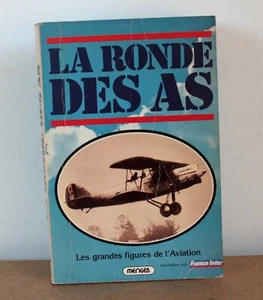 LA RONDE
DES AS
Les grandes figures de l'Aviation
menges
France Inter